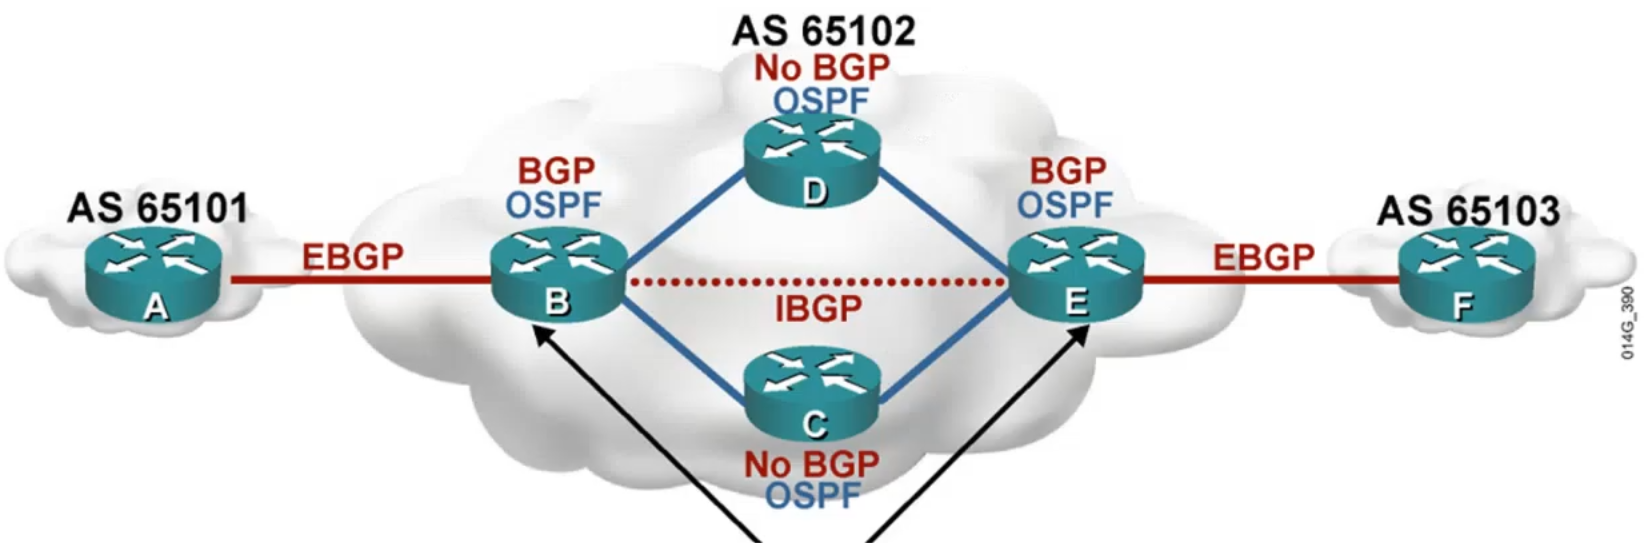 AS 65102
No BGP
OSPF
D
BGP
OSPF
BGP
OSPF
AS 65101
AS 65103
EBGP
EBGP
A
B
IBGP
E
F
C
No BGP
OSPF
014G_390